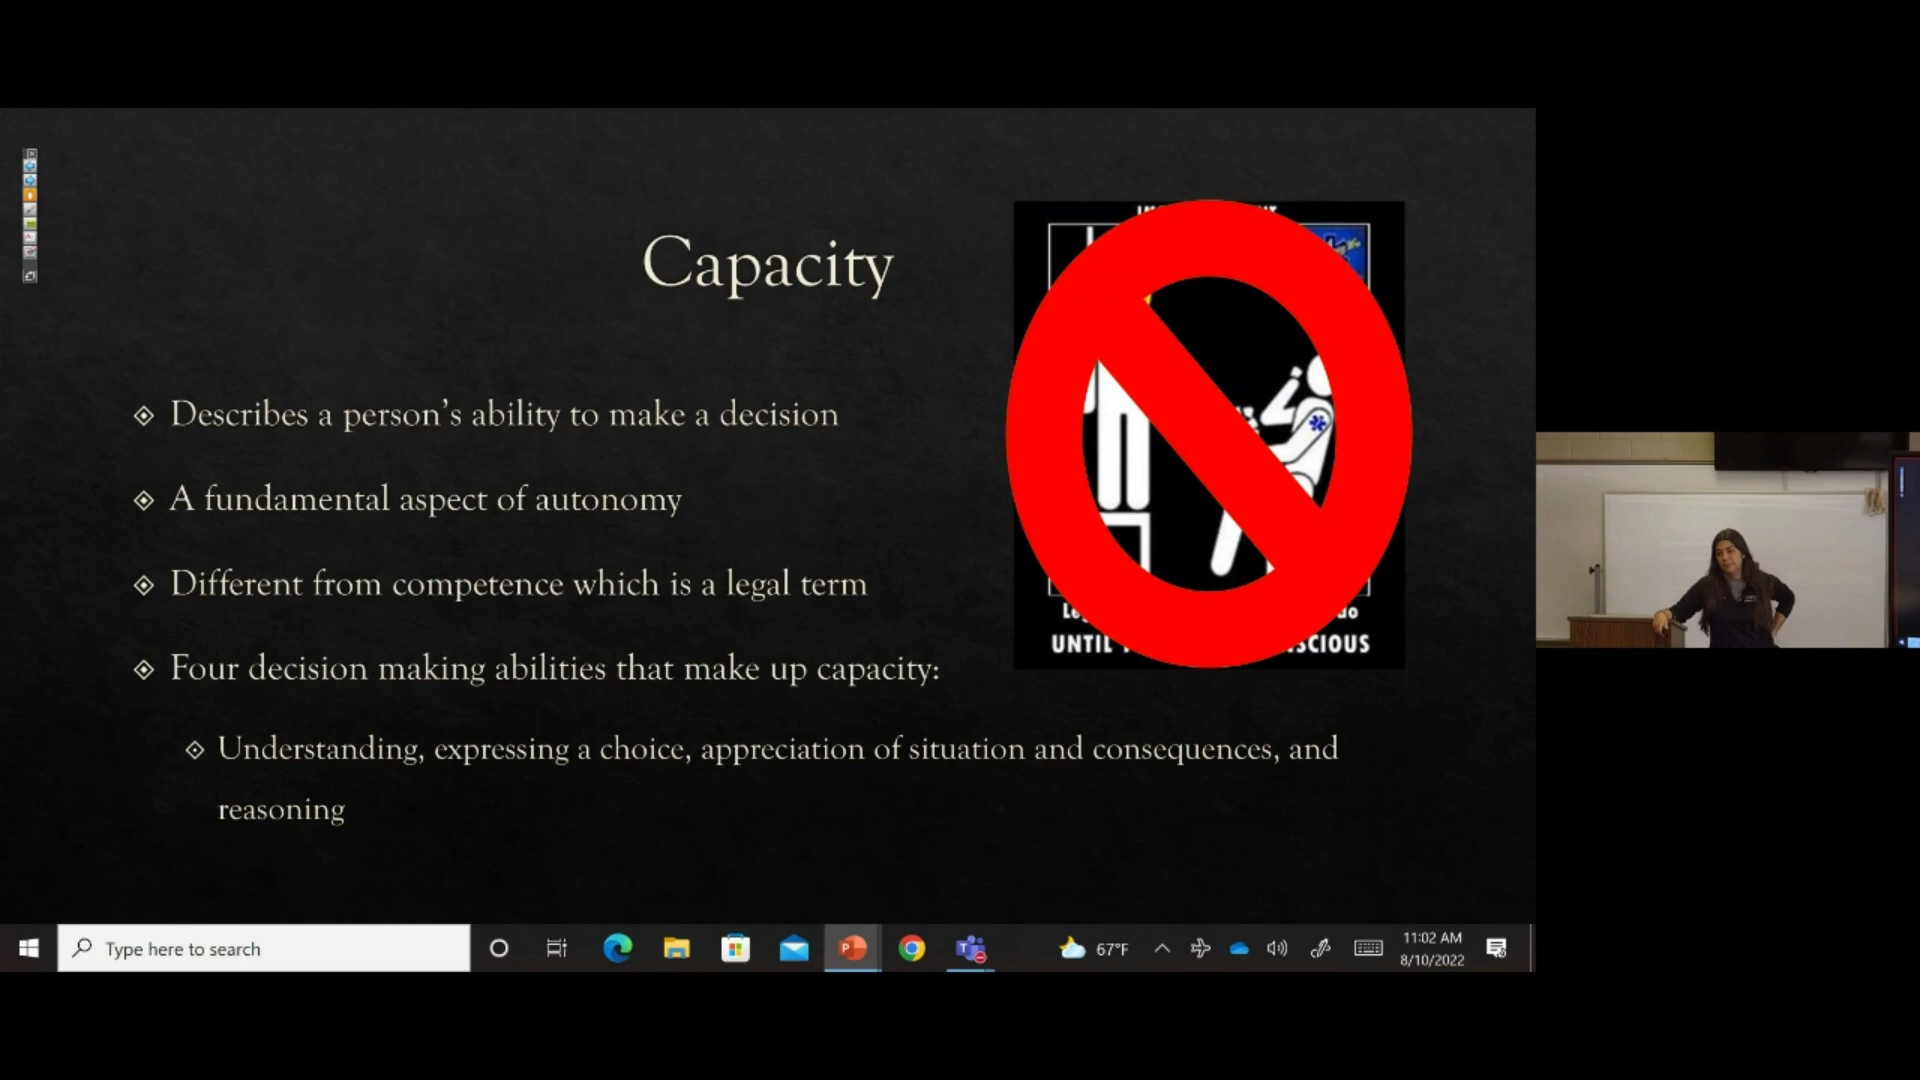 Capacity
Describes a person's ability to make a decision
A fundamental aspect of autonomy
Different from competence which is a legal term
Four decision making abilities that make up capacity:
Understanding, expressing a choice, appreciation of situation and consequences, and
reasoning
UNTIL
Type here to search
67°F
11:02 AM
8/10/2022